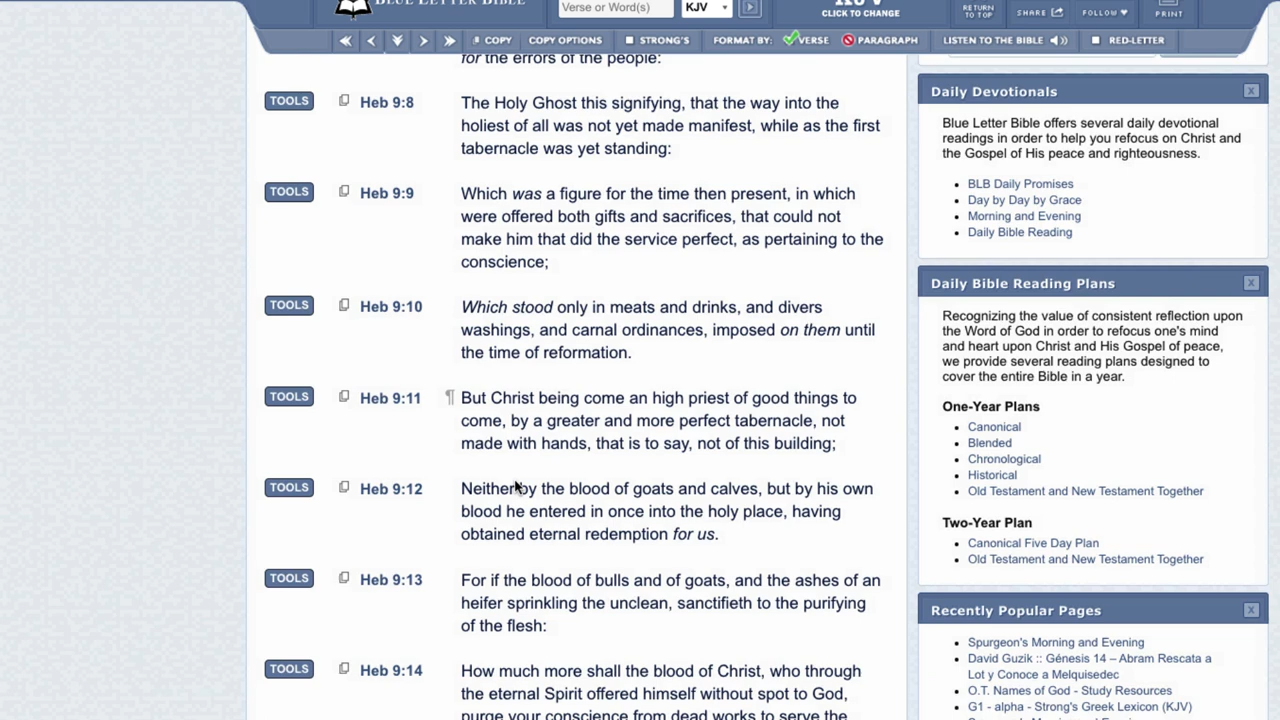 BLUE LETTER BIBLE
Verse or Word(s)
KJV
KJV
CLICK TO CHANGE
RETURN
TO TOP
SHARE
FOLLOW
PRINT
COPY
COPY OPTIONS
STRONG'S
FORMAT BY:
VERSE
PARAGRAPH
LISTEN TO THE BIBLE
RED-LETTER
for the errors of the people:
TOOLS
Heb 9:8
The Holy Ghost this signifying, that the way into the
holiest of all was not yet made manifest, while as the first
tabernacle was yet standing:
TOOLS
Heb 9:9
Which was a figure for the time then present, in which
were offered both gifts and sacrifices, that could not
make him that did the service perfect, as pertaining to the
conscience;
TOOLS
Heb 9:10
Which stood only in meats and drinks, and divers
washings, and carnal ordinances, imposed on them until
the time of reformation.
TOOLS
Heb 9:11
¶ But Christ being come an high priest of good things to
come, by a greater and more perfect tabernacle, not
made with hands, that is to say, not of this building;
TOOLS
Heb 9:12
Neither by the blood of goats and calves, but by his own
blood he entered in once into the holy place, having
obtained eternal redemption for us.
TOOLS
Heb 9:13
For if the blood of bulls and of goats, and the ashes of an
heifer sprinkling the unclean, sanctifieth to the purifying
of the flesh:
TOOLS
Heb 9:14
How much more shall the blood of Christ, who through
the eternal Spirit offered himself without spot to God,
purge your conscience from dead works to serve the
Daily Devotionals
X
Blue Letter Bible offers several daily devotional
readings in order to help you refocus on Christ and
the Gospel of His peace and righteousness.
• BLB Daily Promises
• Day by Day by Grace
• Morning and Evening
• Daily Bible Reading
Daily Bible Reading Plans
X
Recognizing the value of consistent reflection upon
the Word of God in order to refocus one's mind
and heart upon Christ and His Gospel of peace,
we provide several reading plans designed to
cover the entire Bible in a year.
One-Year Plans
• Canonical
• Blended
• Chronological
• Historical
• Old Testament and New Testament Together
Two-Year Plan
• Canonical Five Day Plan
• Old Testament and New Testament Together
Recently Popular Pages
X
• Spurgeon's Morning and Evening
• David Guzik :: Génesis 14 – Abram Rescata a
Lot y Conoce a Melquisedec
• O.T. Names of God - Study Resources
• G1 - alpha - Strong's Greek Lexicon (KJV)